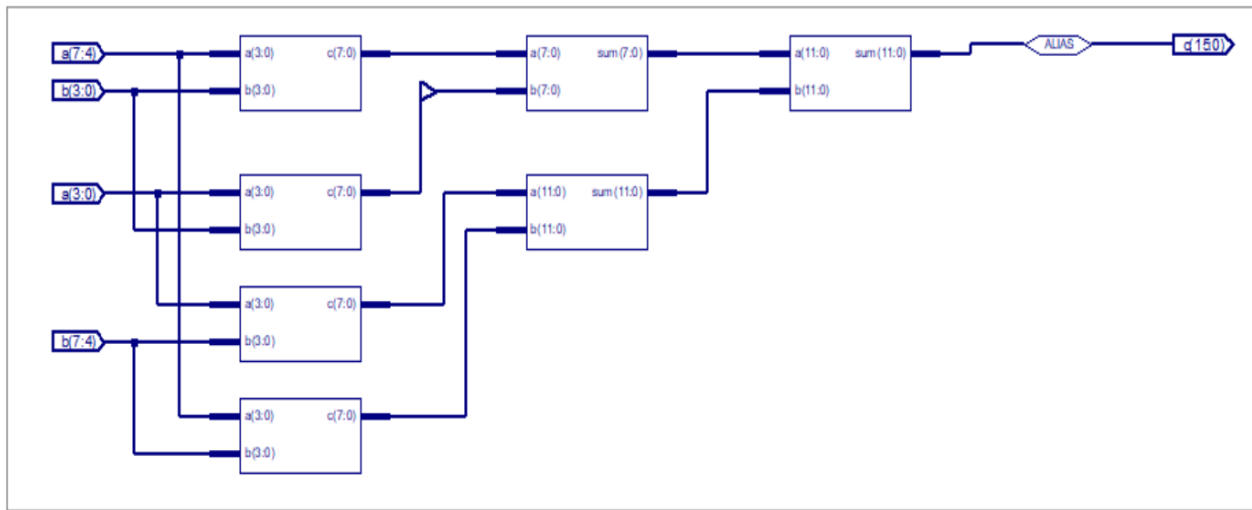 a(7:4)
a(3:0) c(7:0)
a(7:0) sum(7:0)
a(11:0) sum(11:0)
ALIAS
q(150)
b(3:0)
b(3:0)
b(7:0)
b(11:0)
a(3:0)
a(3:0) c(7:0)
a(11:0) sum(11:0)
b(3:0)
b(11:0)
a(3:0) c(7:0)
b(7:4)
b(3:0)
a(3:0) c(7:0)
b(3:0)